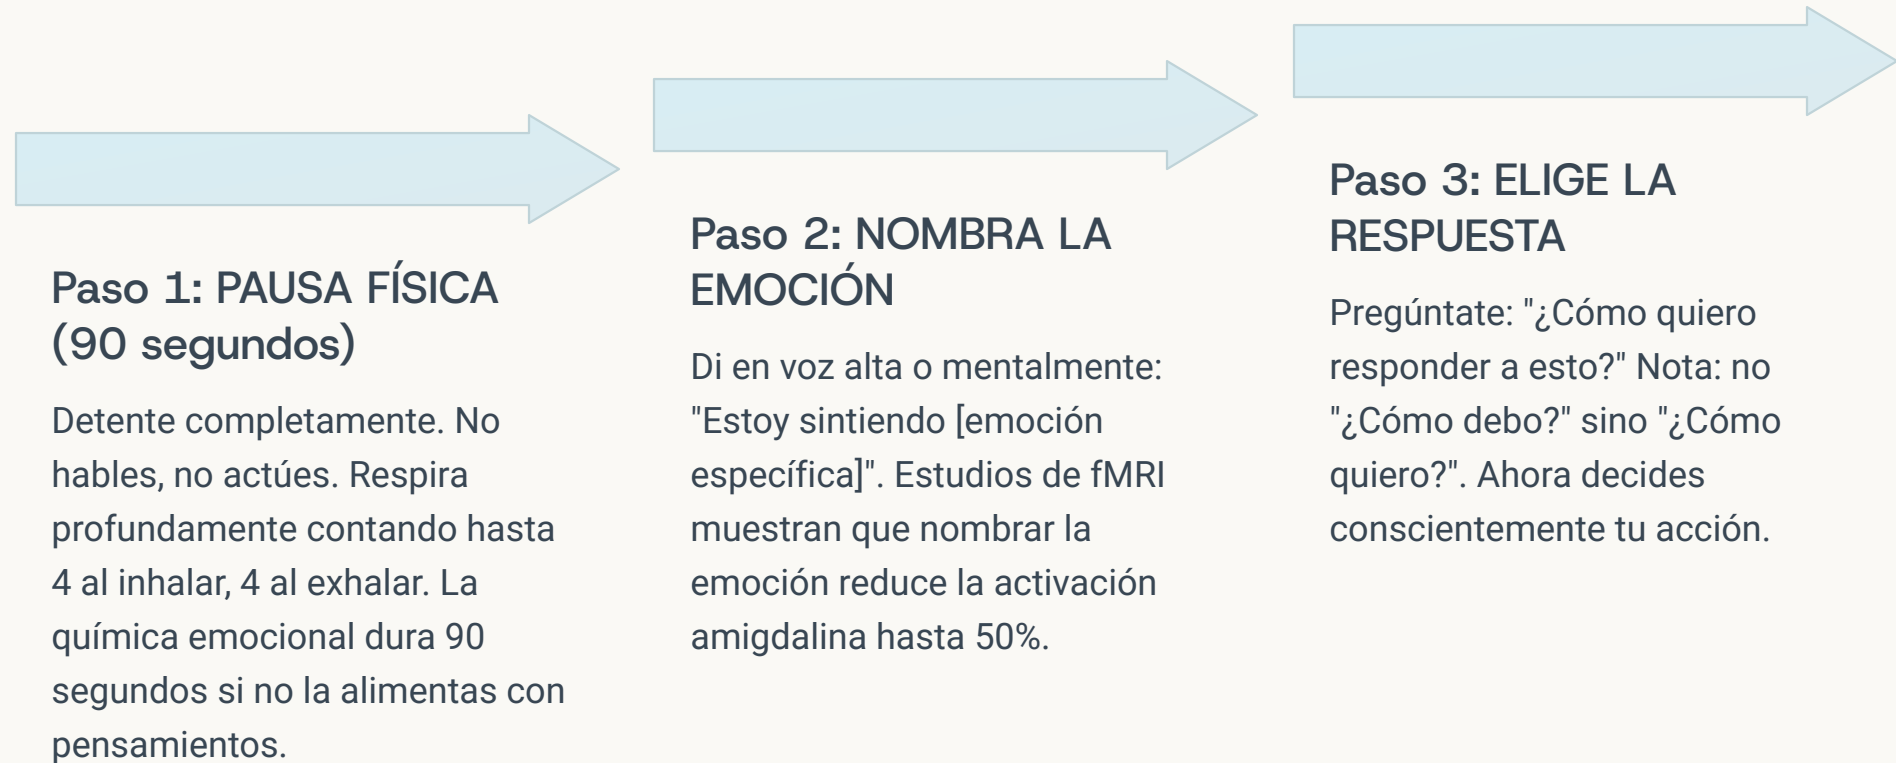 Paso 1: PAUSA FÍSICA
(90 segundos)
Detente completamente. No
hables, no actúes. Respira
profundamente contando hasta
4 al inhalar, 4 al exhalar. La
química emocional dura 90
segundos si no la alimentas con
pensamientos.
Paso 2: NOMBRA LA
EMOCIÓN
Di en voz alta o mentalmente:
"Estoy sintiendo [emoción
específica]". Estudios de fMRI
muestran que nombrar la
emoción reduce la activación
amigdalina hasta 50%.
Paso 3: ELIGE LA
RESPUESTA
Pregúntate: "¿Cómo quiero
responder a esto?" Nota: no
"¿Cómo debo?" sino "¿Cómo
quiero?". Ahora decides
conscientemente tu acción.